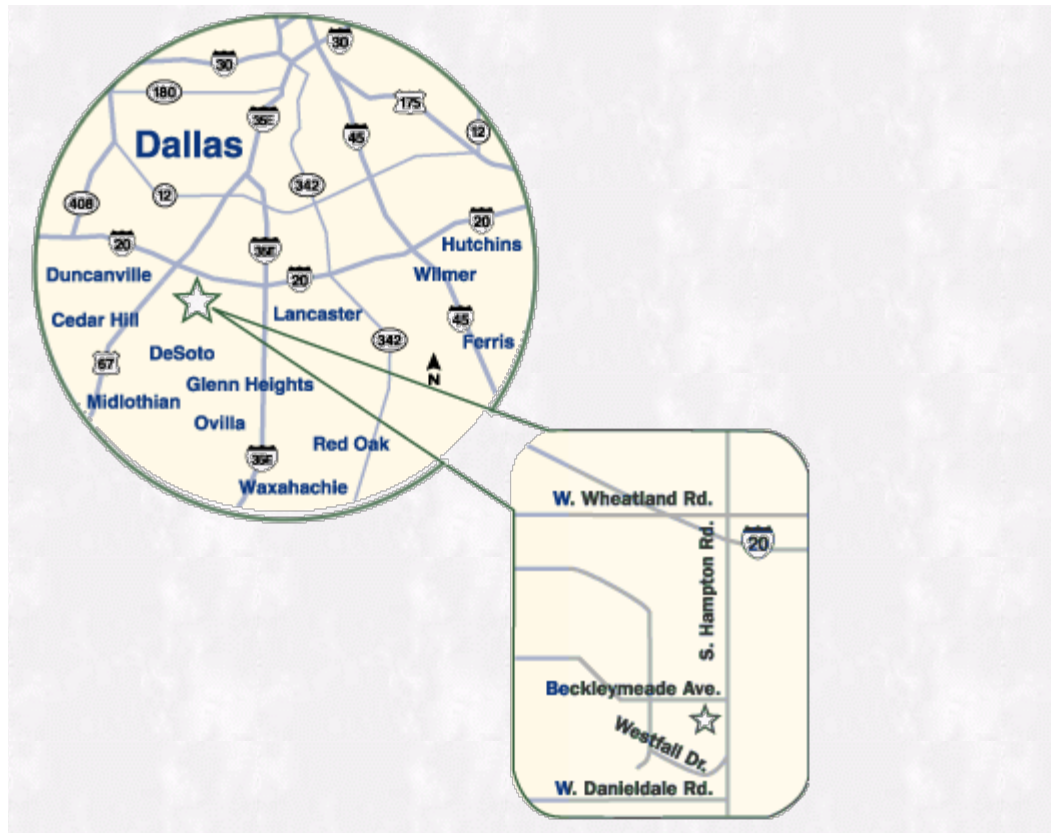 30
30
180
175
35E
12
45
Dallas
342
12
408
20
20
Hutchins
35E
Duncanville
20
Wilmer
Lancaster
45
Cedar Hill
342
Ferris
DeSoto
67
N
Glenn Heights
Midlothian
Ovilla
Red Oak
35E
Waxahachie
W. Wheatland Rd.
20
S. Hampton Rd.
Beckleymeade Ave.
Westfall Dr.
W. Danieldale Rd.